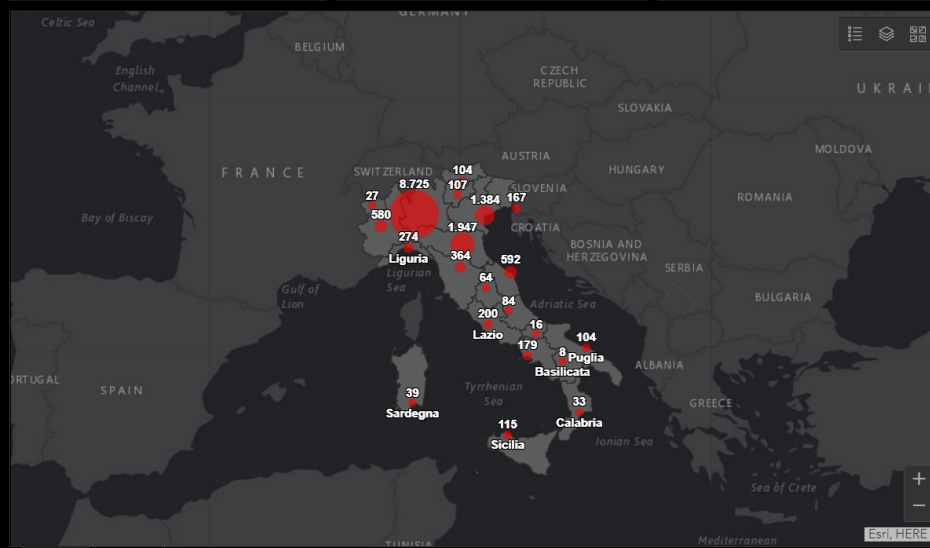 GERMANY
Celtic Sea
BELGIUM
English
Channel
CZECH
REPUBLIC
UKRAI
SLOVAKIA
MOLDOVA
AUSTRIA
FRANCE
SWITZERLAND
104
HUNGARY
8.725
107
SLOVENIA
27
1.384
167
ROMANIA
Bay of Biscay
580
1.947
CROATIA
274
364
592
BOSNIA AND
HERZEGOVINA
Liguria
Ligurian
Sea
SERBIA
64
Gulf of
Lion
84
Adriatic Sea
BULGARIA
200
Lazio
16
179
104
8
Puglia
Basilicata
ALBANIA
ORTUGAL
SPAIN
Tyrrhenian
Sea
39
Sardegna
33
Calabria
GREECE
115
Sicilia
Ionian Sea
+
Sea of Crete
−
Esri, HERE
Mediterranean
TUNISIA